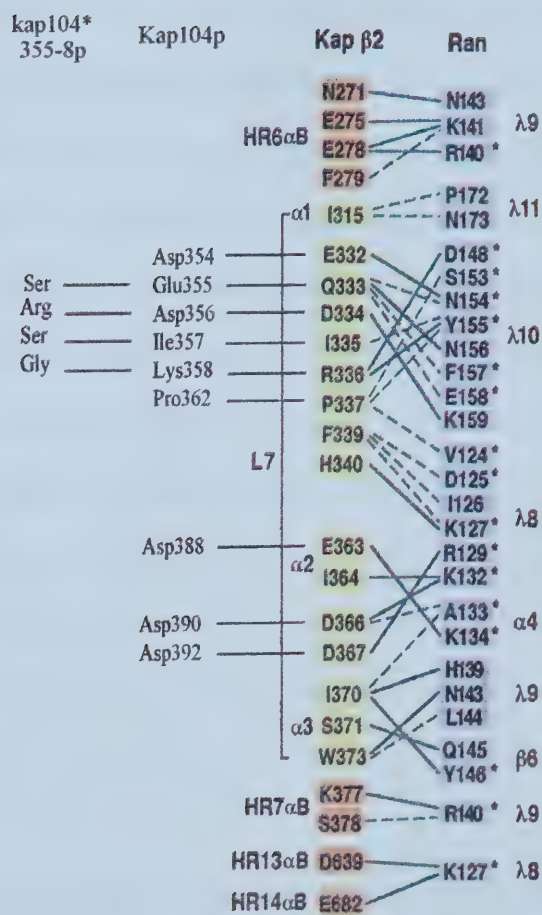 kap104* Kap104p Kap β2 Ran
355-8p
N271 N143
E275 K141 λ9
HR6αB E278 R140 *
F279
P172
α1 I315 N173 λ11
Asp354 E332 D148 *
Ser Glu355 Q333 S153 *
Arg Asp356 D334 N154 *
Ser Ile357 I335 Y155 * λ10
Gly Lys358 R336 N156
Pro362 P337 F157 *
E158 *
K159
F339 V124 *
L7 H340 D125 *
I126
K127 * λ8
Asp388 E363 R129 *
α2 I364 K132 *
Asp390 D366 A133 * α4
Asp392 D367 K134 *
I370 H139
α3 S371 N143 λ9
W373 L144
Q145 β6
Y146 *
HR7αB K377
S378 R140 * λ9
HR13αB D639 K127 * λ8
HR14αB E682